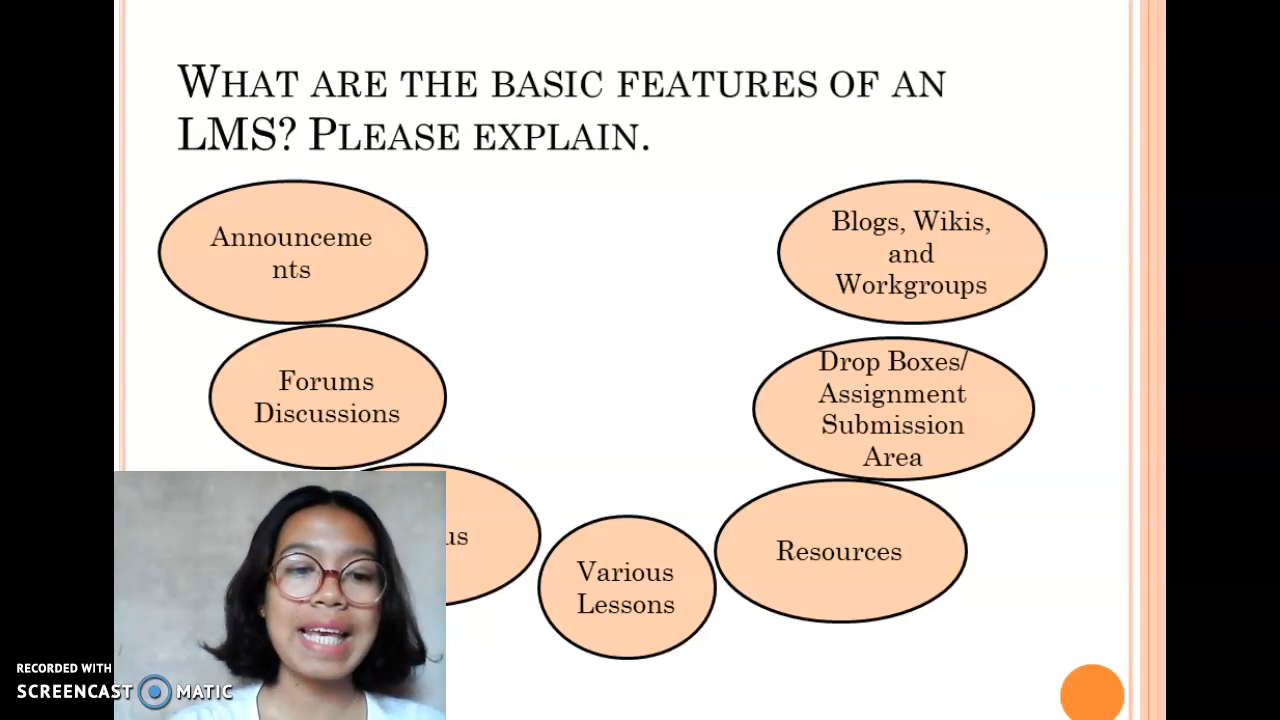 WHAT ARE THE BASIC FEATURES OF AN
LMS? PLEASE EXPLAIN.
Announceme
nts
Forums
Discussions
us
Various
Lessons
Resources
Drop Boxes/
Assignment
Submission
Area
Blogs, Wikis,
and
Workgroups
RECORDED WITH
SCREENCAST MATIC